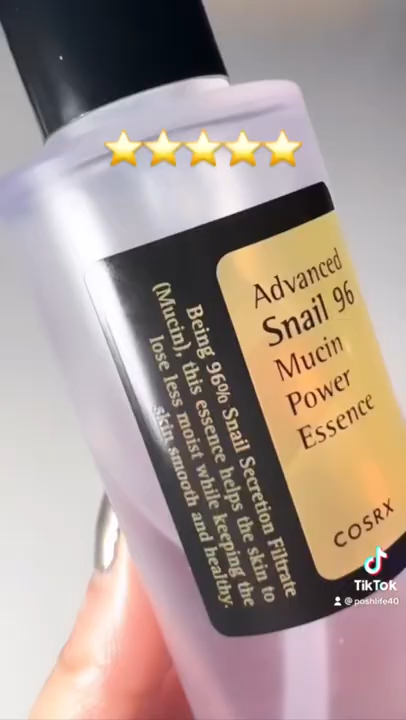 Advanced
Snail 96
Mucin
Power
Essence
COSRX
Being 96% Snail Secretion Filtrate
(Mucin), this essence helps the skin to
lose less moist while keeping the
skin smooth and healthy.
TikTok
@poshlife40